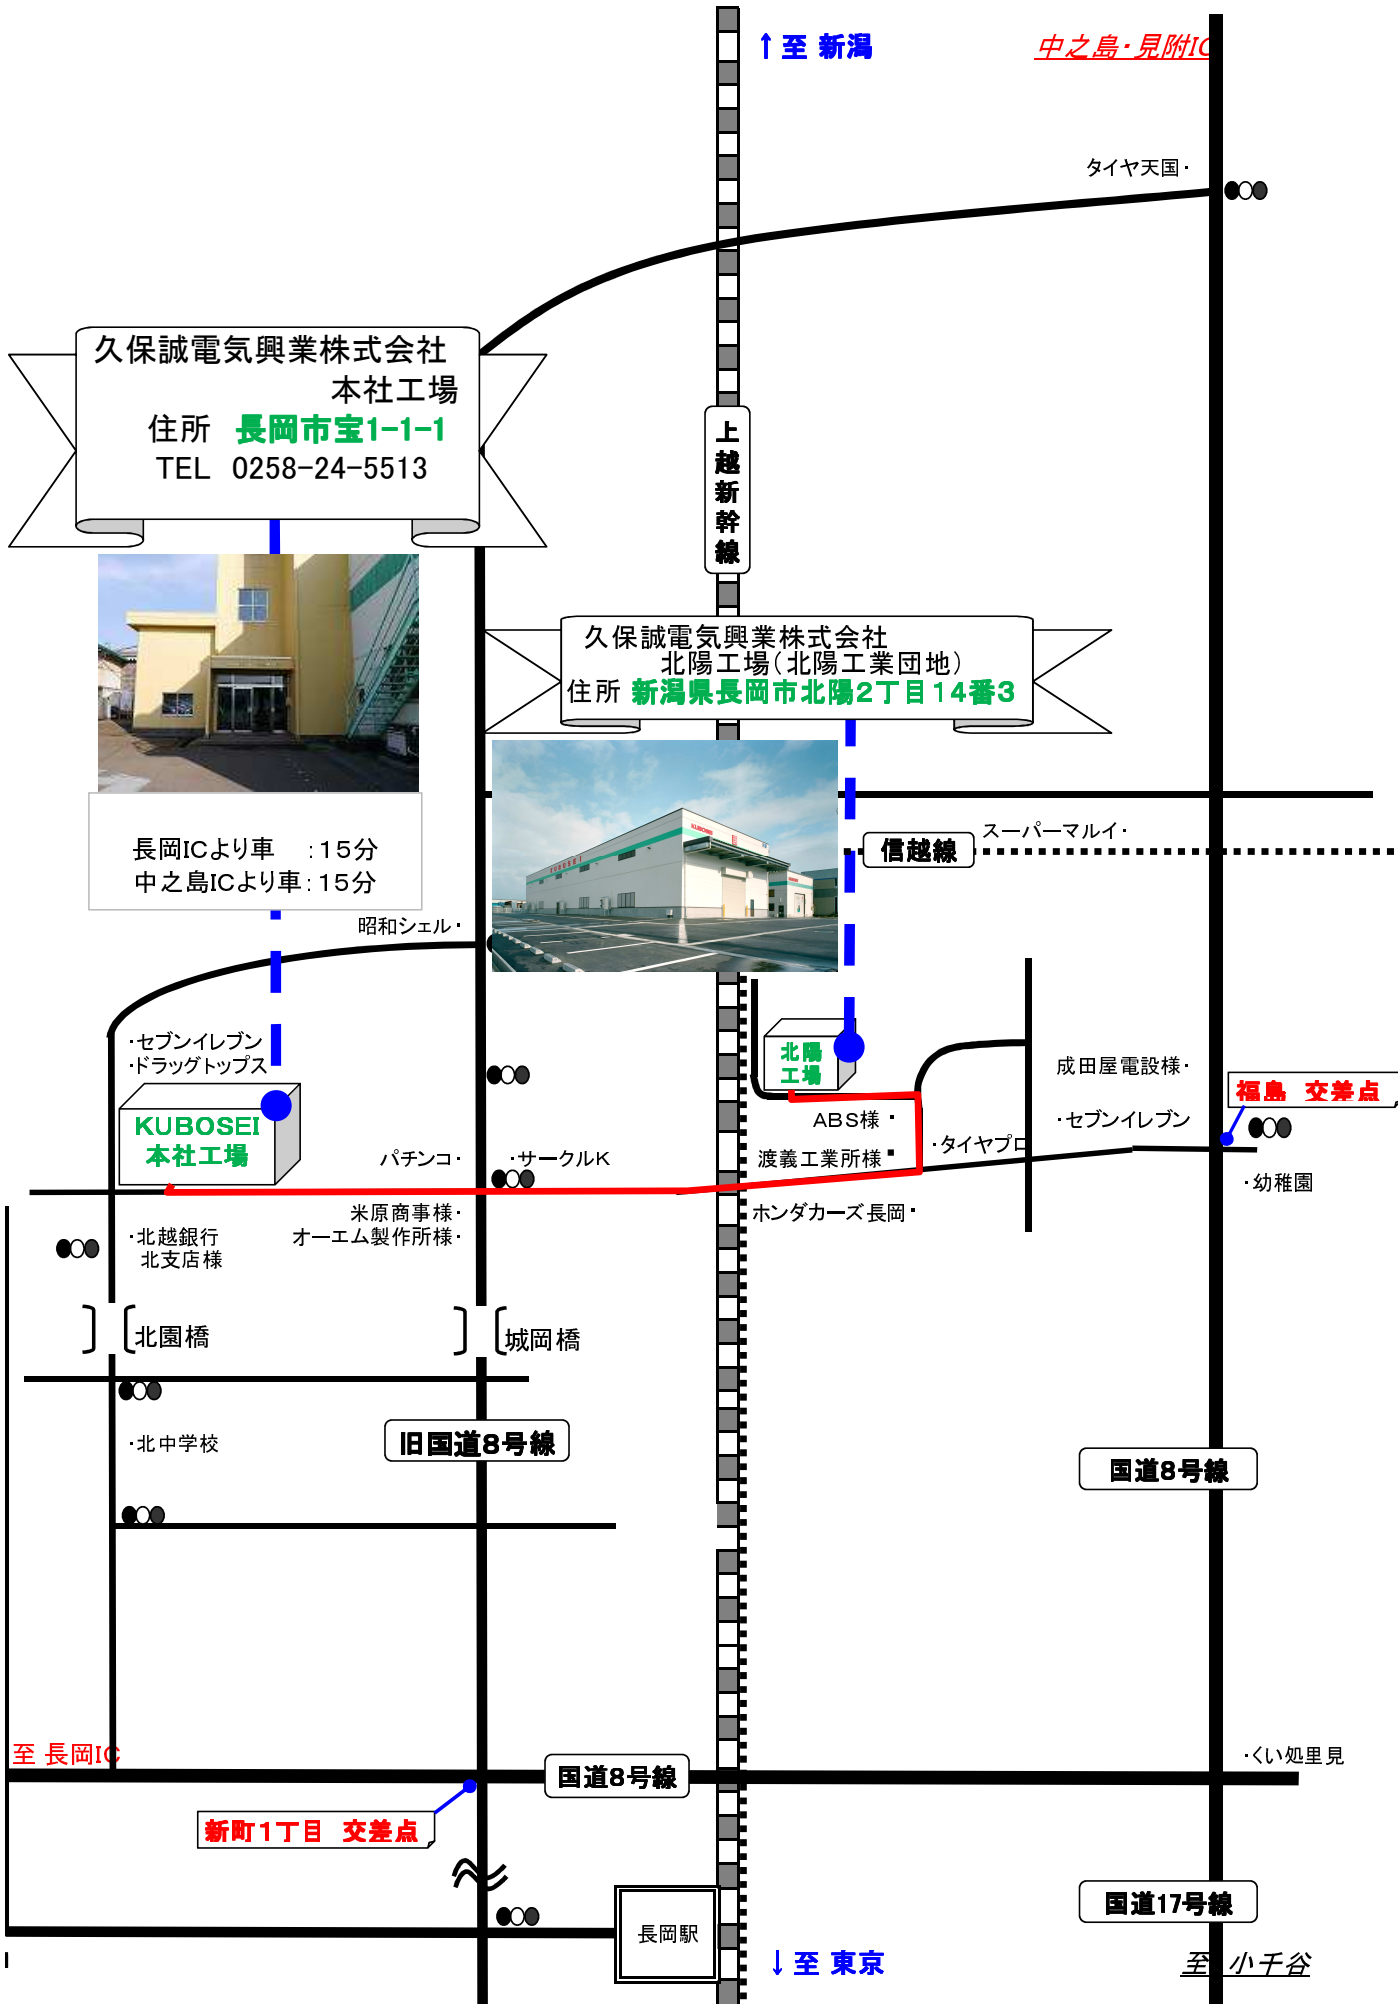 ↑至 新潟
中之島・見附IC
タイヤ天国・
久保誠電気興業株式会社
本社工場
住所 長岡市宝1-1-1
TEL 0258-24-5513
上越新幹線
久保誠電気興業株式会社
北陽工場(北陽工業団地)
住所 新潟県長岡市北陽2丁目14番3
KUBOSEI
KUBOSEI
長岡ICより車 :15分
中之島ICより車:15分
スーパーマルイ・
信越線
昭和シェル・
・セブンイレブン
・ドラッグトップス
北陽
工場
成田屋電設様・
福島 交差点
KUBOSEI
本社工場
ABS様・
・セブンイレブン
・タイヤプロ
パチンコ・
・サークルK
渡義工業所様・
・幼稚園
米原商事様・
オーエム製作所様・
ホンダカーズ長岡・
・北越銀行
北支店様
北園橋
城岡橋
・北中学校
旧国道8号線
国道8号線
至 長岡IC
国道8号線
・くい処里見
新町1丁目 交差点
国道17号線
長岡駅
↓至 東京
至 小千谷